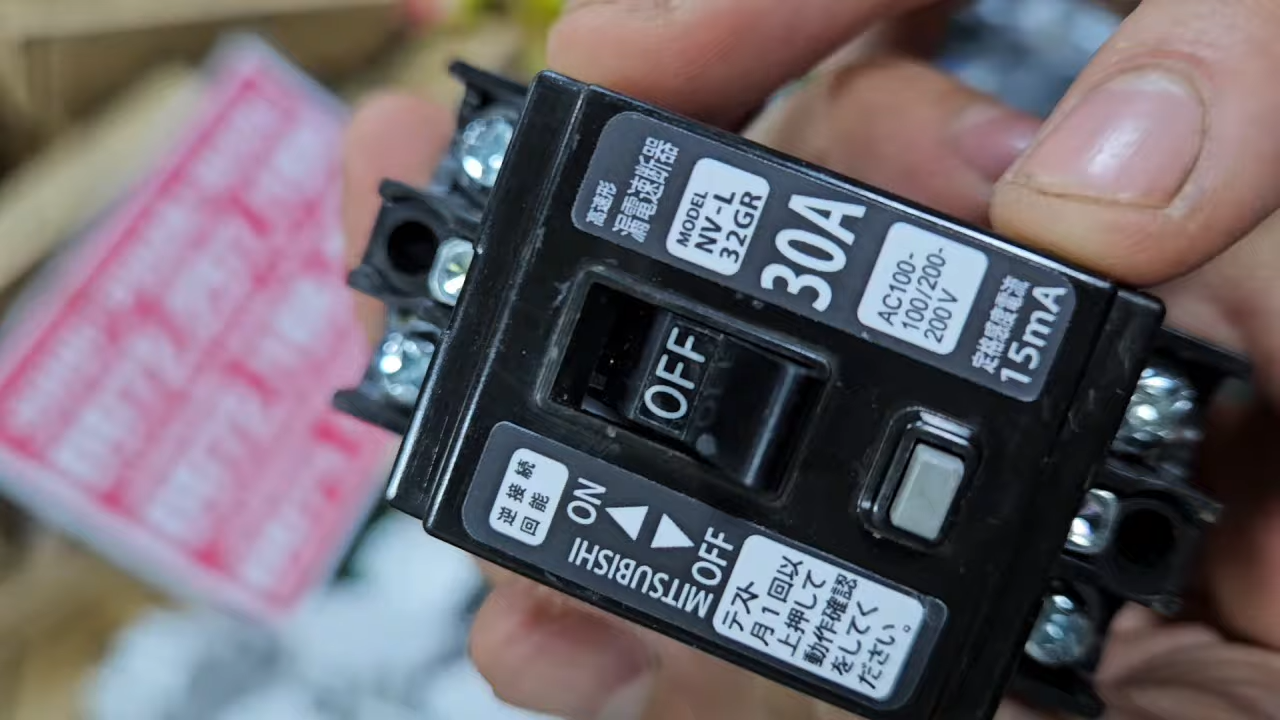 高速形
漏電遮断器
MODEL
NV-L
32GR
30A
AC100-
100/200-
200V
定格感度電流
15mA
OFF
逆接続
可能
ON
OFF
MITSUBISHI
テスト
月1回以
上押して
動作確認
をしてく
ださい。